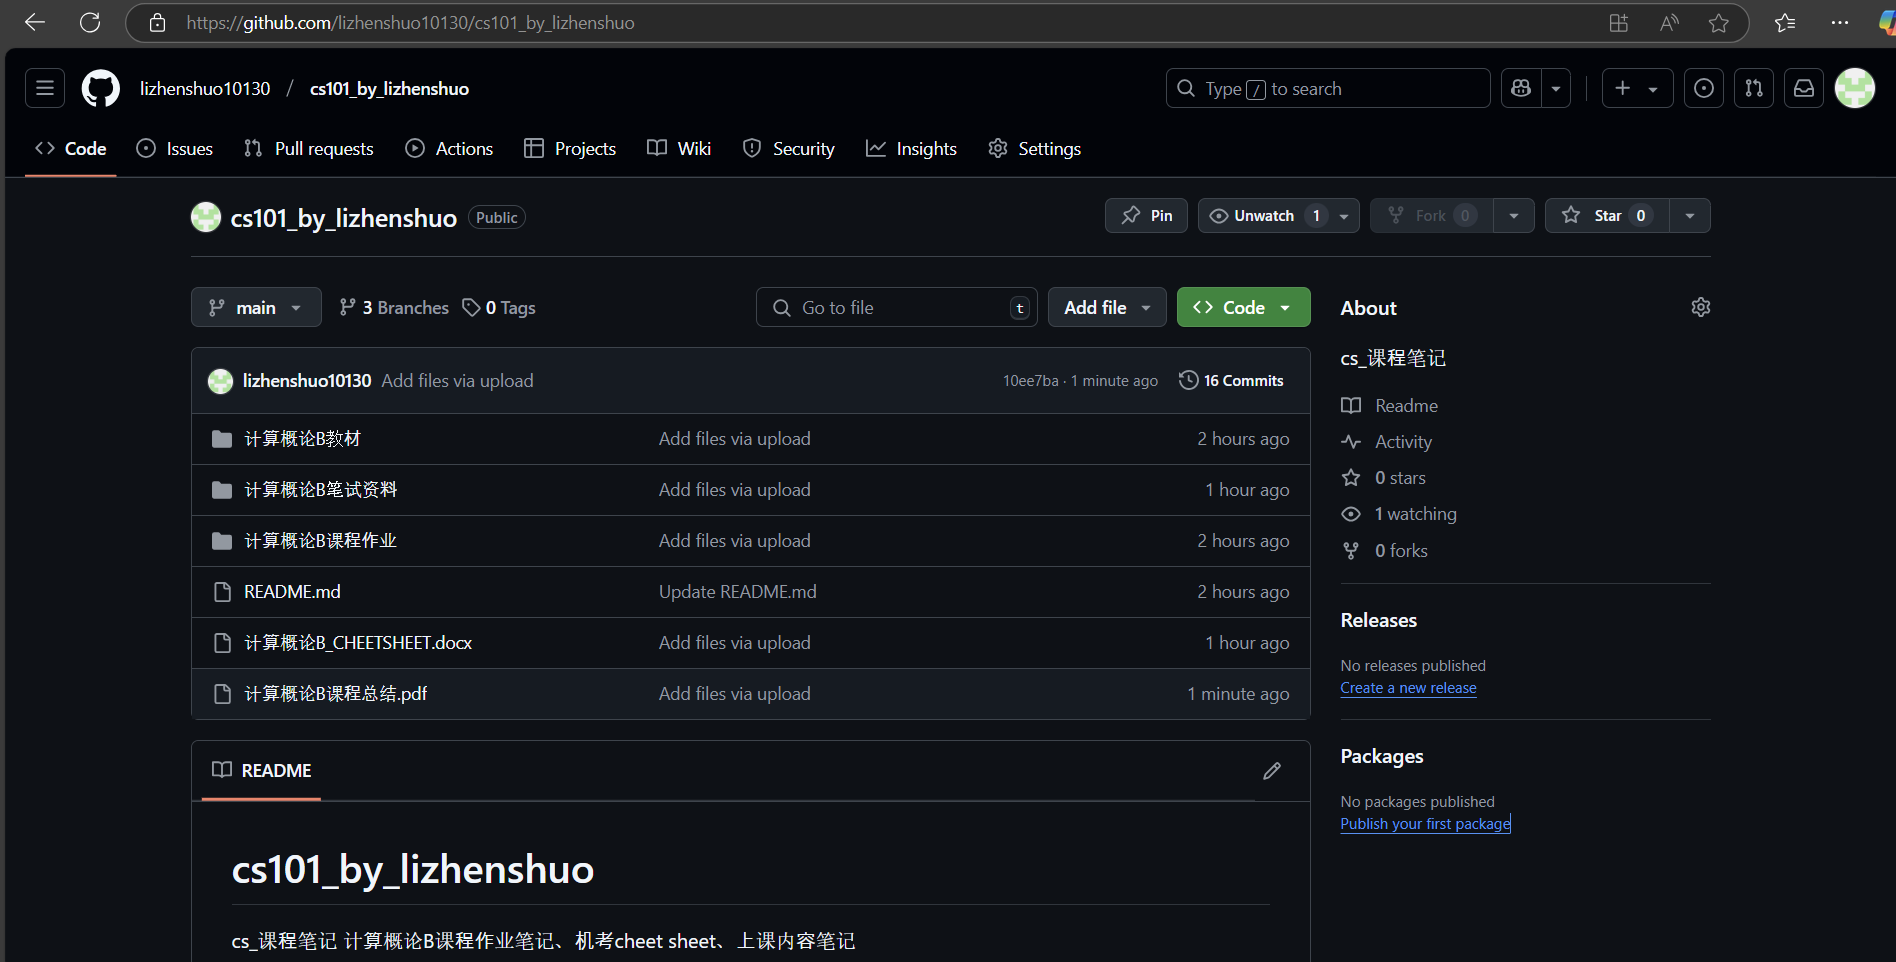 https://github.com/lizhenshuo10130/cs101_by_lizhenshuo
lizhenshuo10130 / cs101_by_lizhenshuo
Type / to search
Code Issues Pull requests Actions Projects Wiki Security Insights Settings
cs101_by_lizhenshuo Public
Pin Unwatch 1 Fork 0 Star 0
main 3 Branches 0 Tags
Go to file t
Add file Code
lizhenshuo10130 Add files via upload 10ee7ba · 1 minute ago 16 Commits
计算概论B教材 Add files via upload 2 hours ago
计算概论B笔试资料 Add files via upload 1 hour ago
计算概论B课程作业 Add files via upload 2 hours ago
README.md Update README.md 2 hours ago
计算概论B_CHEETSHEET.docx Add files via upload 1 hour ago
计算概论B课程总结.pdf Add files via upload 1 minute ago
README
cs101_by_lizhenshuo
cs_课程笔记 计算概论B课程作业笔记、机考cheet sheet、上课内容笔记
About
cs_课程笔记
Readme
Activity
0 stars
1 watching
0 forks
Releases
No releases published
Create a new release
Packages
No packages published
Publish your first package